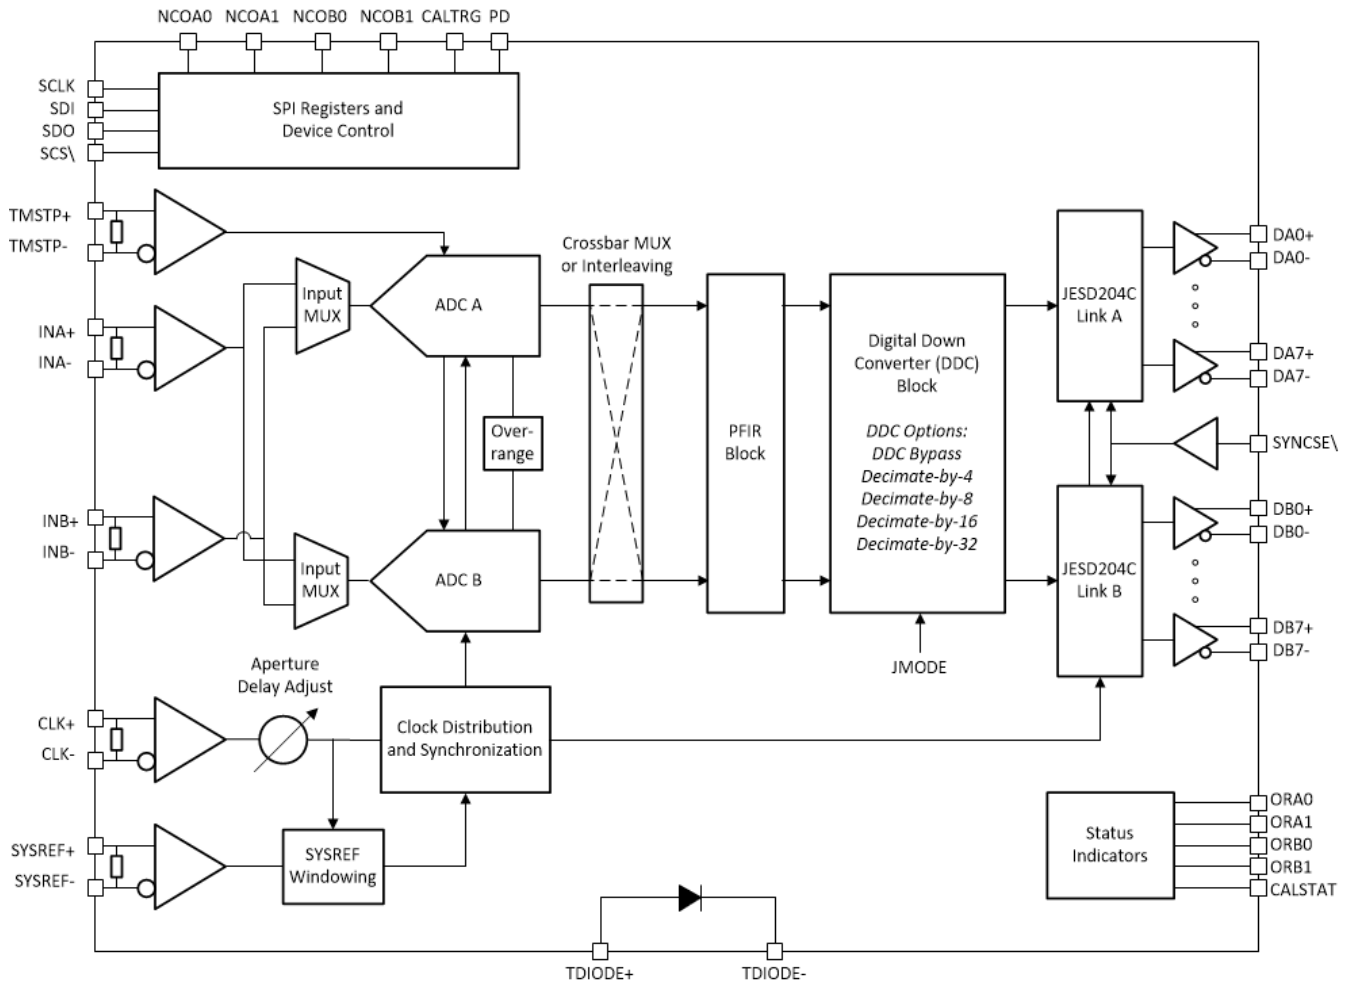 NCOA0 NCOA1 NCOB0 NCOB1 CALTRG PD
SCLK
SDI
SDO
SCS\
SPI Registers and
Device Control
TMSTP+
TMSTP-
Crossbar MUX
or Interleaving
DA0+
DA0-
Input
MUX
ADC A
JESD204C
Link A
INA+
INA-
Digital Down
Converter (DDC)
Block
DA7+
DA7-
Over-
range
PFIR
Block
DDC Options:
DDC Bypass
Decimate-by-4
Decimate-by-8
Decimate-by-16
Decimate-by-32
SYNCSE\
INB+
INB-
DB0+
DB0-
Input
MUX
ADC B
JESD204C
Link B
DB7+
DB7-
JMODE
Aperture
Delay Adjust
CLK+
CLK-
Clock Distribution
and Synchronization
SYSREF+
SYSREF-
SYSREF
Windowing
Status
Indicators
ORA0
ORA1
ORB0
ORB1
CALSTAT
TDIODE+ TDIODE-